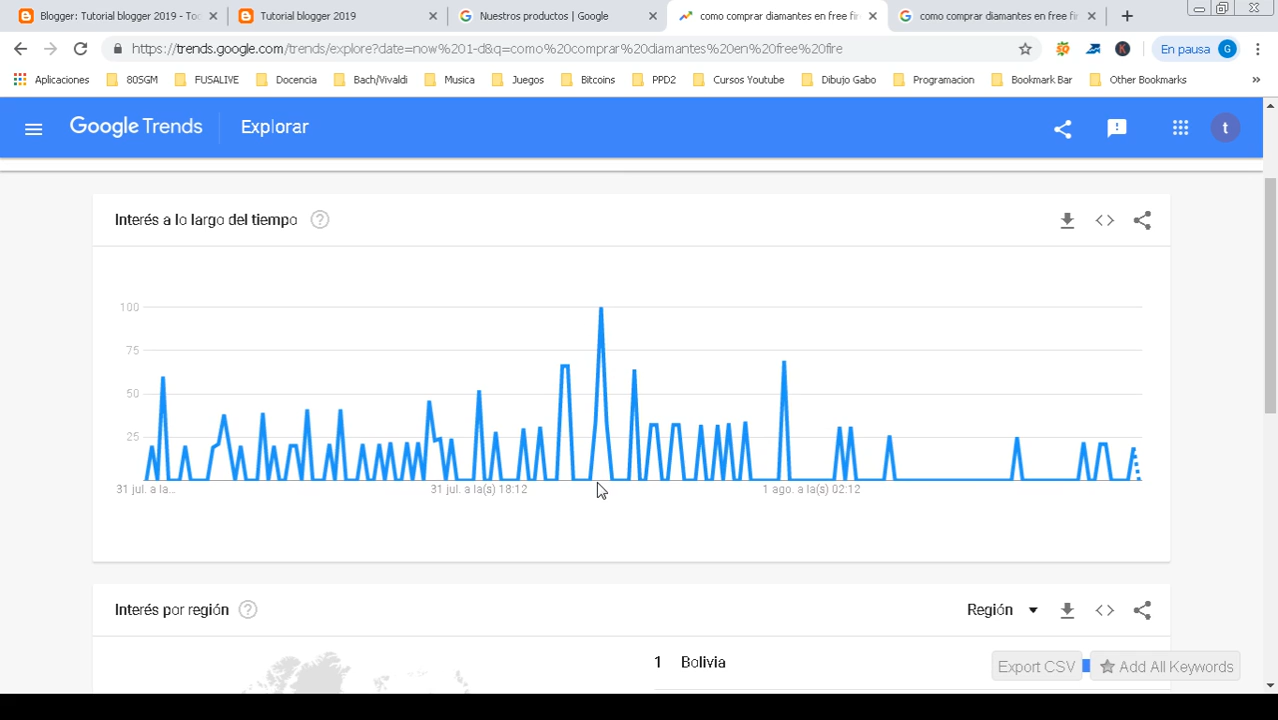 Blogger: Tutorial blogger 2019 - To
Tutorial blogger 2019
Nuestros productos | Google
como comprar diamantes en free fi
como comprar diamantes en free fi
https://trends.google.com/trends/explore?date=now%201-d&q=como%20comprar%20diamantes%20en%20free%20fire
En pausa G
Aplicaciones 80SGM FUSALIVE Docencia Bach/Vivaldi Musica Juegos Bitcoins PPD2 Cursos Youtube Dibujo Gabo Programacion Bookmark Bar Other Bookmarks »
Google Trends Explorar t
Interés a lo largo del tiempo ?
100
75
50
25
31 jul. a la... 31 jul. a la(s) 18:12 1 ago. a la(s) 02:12
Interés por región ? Región
1 Bolivia
Export CSV Add All Keywords